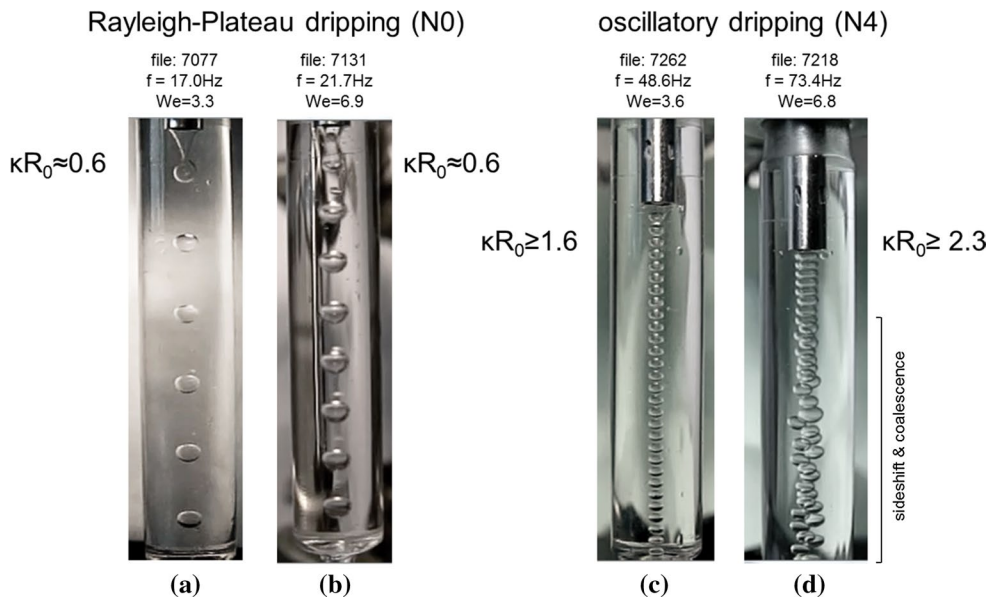 Rayleigh-Plateau dripping (N0)
oscillatory dripping (N4)
file: 7077
f = 17.0Hz
We=3.3
file: 7131
f = 21.7Hz
We=6.9
file: 7262
f = 48.6Hz
We=3.6
file: 7218
f = 73.4Hz
We=6.8
κR₀≈0.6
κR₀≈0.6
κR₀≥1.6
κR₀≥ 2.3
sideshift & coalescence
(a)
(b)
(c)
(d)